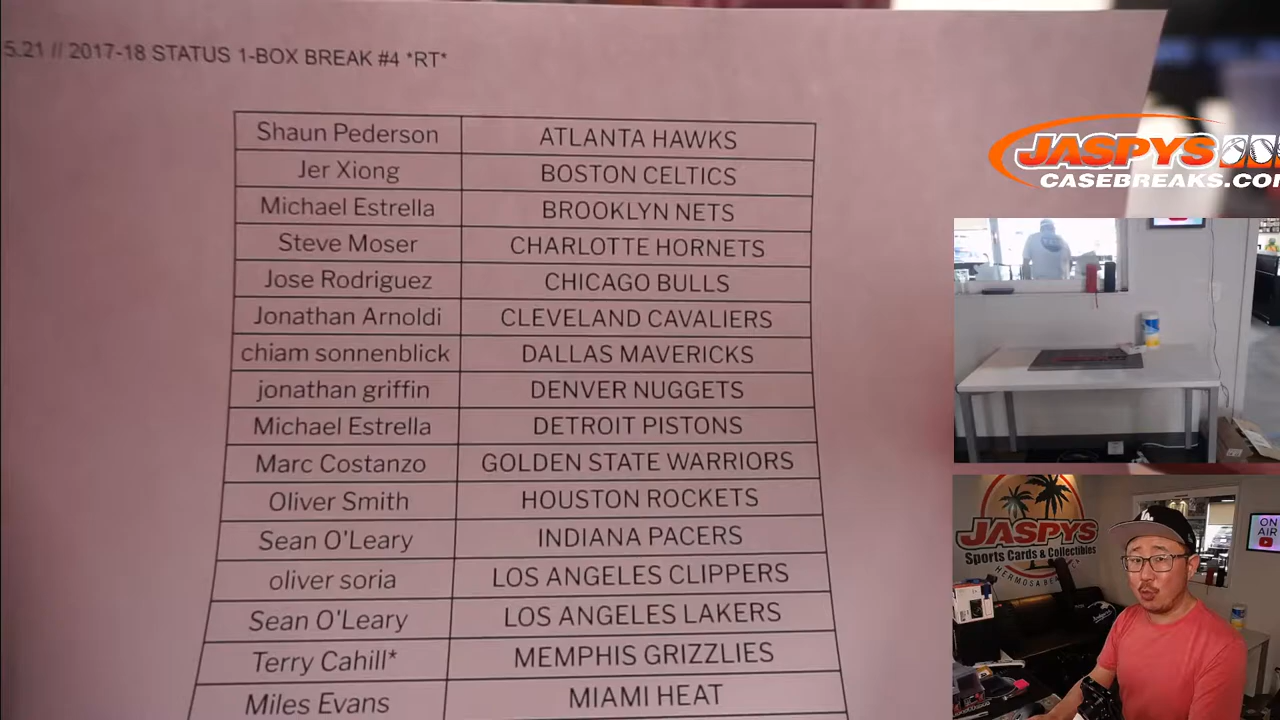 5.21 // 2017-18 STATUS 1-BOX BREAK #4 *RT*
Shaun Pederson ATLANTA HAWKS
Jer Xiong BOSTON CELTICS
Michael Estrella BROOKLYN NETS
Steve Moser CHARLOTTE HORNETS
Jose Rodriguez CHICAGO BULLS
Jonathan Arnoldi CLEVELAND CAVALIERS
chiam sonnenblick DALLAS MAVERICKS
jonathan griffin DENVER NUGGETS
Michael Estrella DETROIT PISTONS
Marc Costanzo GOLDEN STATE WARRIORS
Oliver Smith HOUSTON ROCKETS
Sean O'Leary INDIANA PACERS
oliver soria LOS ANGELES CLIPPERS
Sean O'Leary LOS ANGELES LAKERS
Terry Cahill* MEMPHIS GRIZZLIES
Miles Evans MIAMI HEAT
JASPYS
CASEBREAKS.CO
JASPYS
Sports Cards & Collectibles
HERMOSA BE
ON
AIR
LA